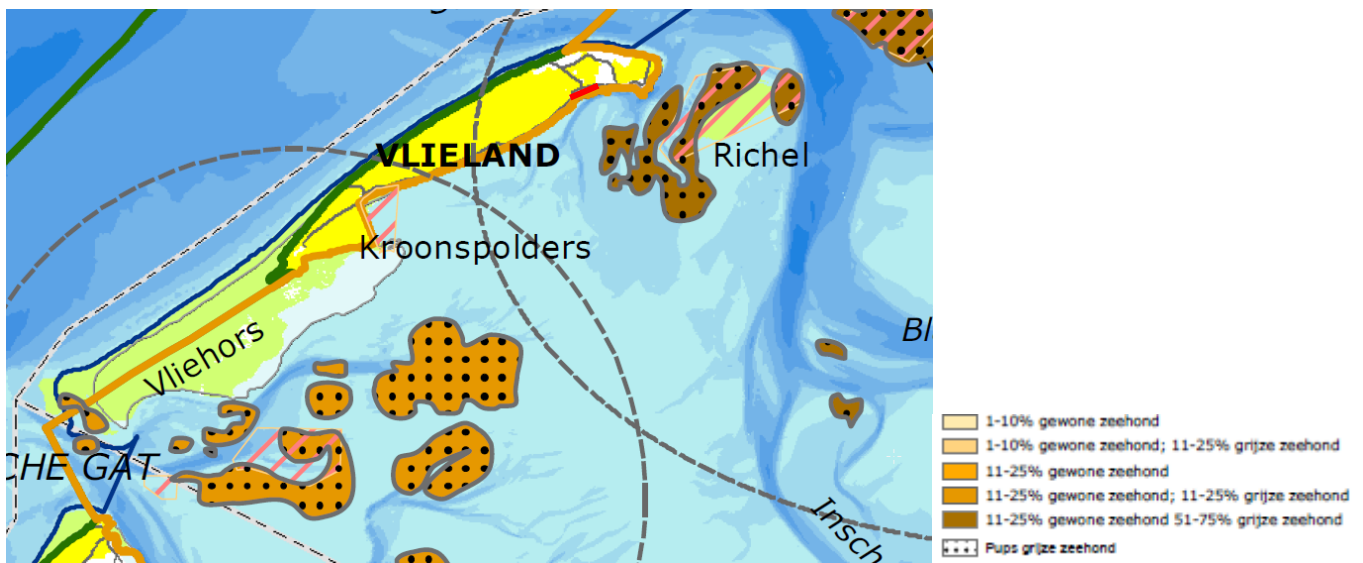 VLIELAND
Richel
Kroonspolders
Vliehors
Bl
CHE GAT
Insch
1-10% gewone zeehond
1-10% gewone zeehond; 11-25% grijze zeehond
11-25% gewone zeehond
11-25% gewone zeehond; 11-25% grijze zeehond
11-25% gewone zeehond 51-75% grijze zeehond
Pups grijze zeehond